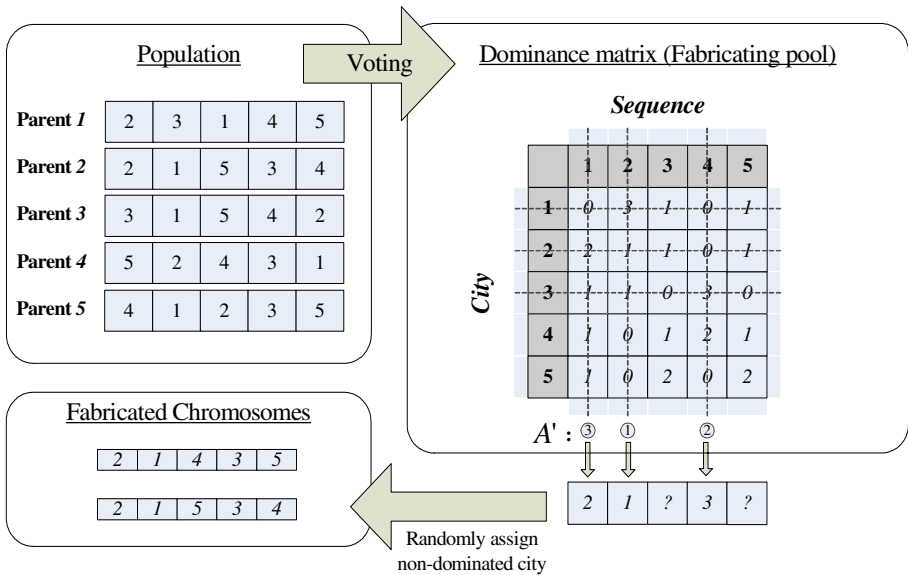 Population
Parent 1 2 3 1 4 5
Parent 2 2 1 5 3 4
Parent 3 3 1 5 4 2
Parent 4 5 2 4 3 1
Parent 5 4 1 2 3 5
Voting
Dominance matrix (Fabricating pool)
Sequence
City
1 2 3 4 5
1 0 3 1 0 1
2 2 1 1 0 1
3 1 1 0 3 0
4 1 0 1 2 1
5 1 0 2 0 2
A' : ③ ① ②
2 1 ? 3 ?
Randomly assign
non-dominated city
Fabricated Chromosomes
2 1 4 3 5
2 1 5 3 4